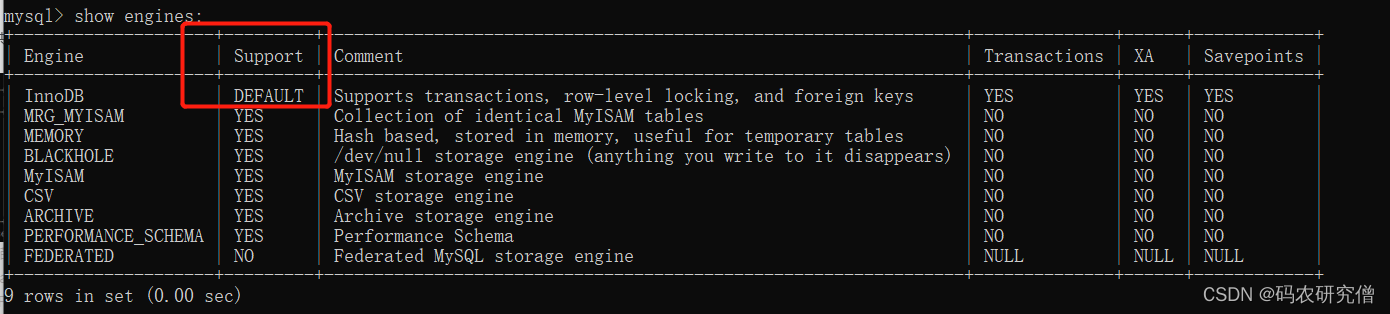 mysql> show engines;
Engine Support Comment Transactions XA Savepoints
InnoDB DEFAULT Supports transactions, row-level locking, and foreign keys YES YES YES
MRG_MYISAM YES Collection of identical MyISAM tables NO NO NO
MEMORY YES Hash based, stored in memory, useful for temporary tables NO NO NO
BLACKHOLE YES /dev/null storage engine (anything you write to it disappears) NO NO NO
MyISAM YES MyISAM storage engine NO NO NO
CSV YES CSV storage engine NO NO NO
ARCHIVE YES Archive storage engine NO NO NO
PERFORMANCE_SCHEMA YES Performance Schema NO NO NO
FEDERATED NO Federated MySQL storage engine NULL NULL NULL
9 rows in set (0.00 sec)
CSDN @码农研究僧